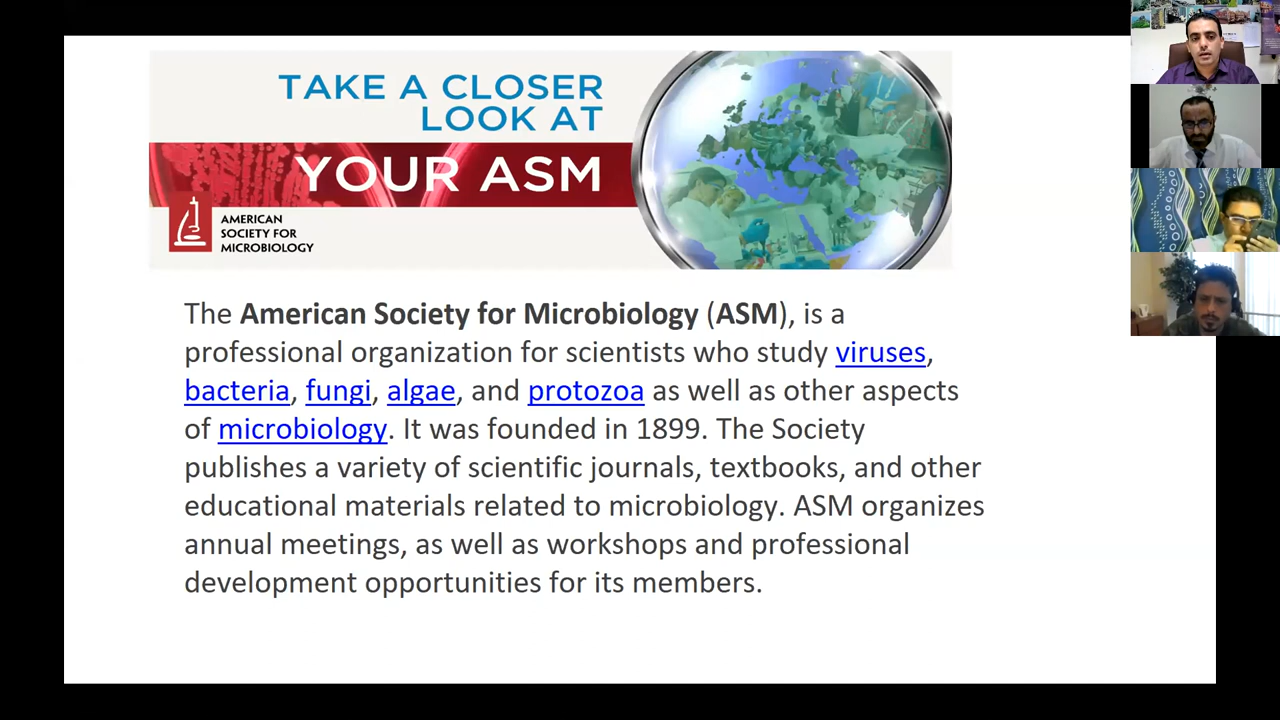 TAKE A CLOSER
LOOK AT
YOUR ASM
AMERICAN
SOCIETY FOR
MICROBIOLOGY
The American Society for Microbiology (ASM), is a
professional organization for scientists who study viruses,
bacteria, fungi, algae, and protozoa as well as other aspects
of microbiology. It was founded in 1899. The Society
publishes a variety of scientific journals, textbooks, and other
educational materials related to microbiology. ASM organizes
annual meetings, as well as workshops and professional
development opportunities for its members.